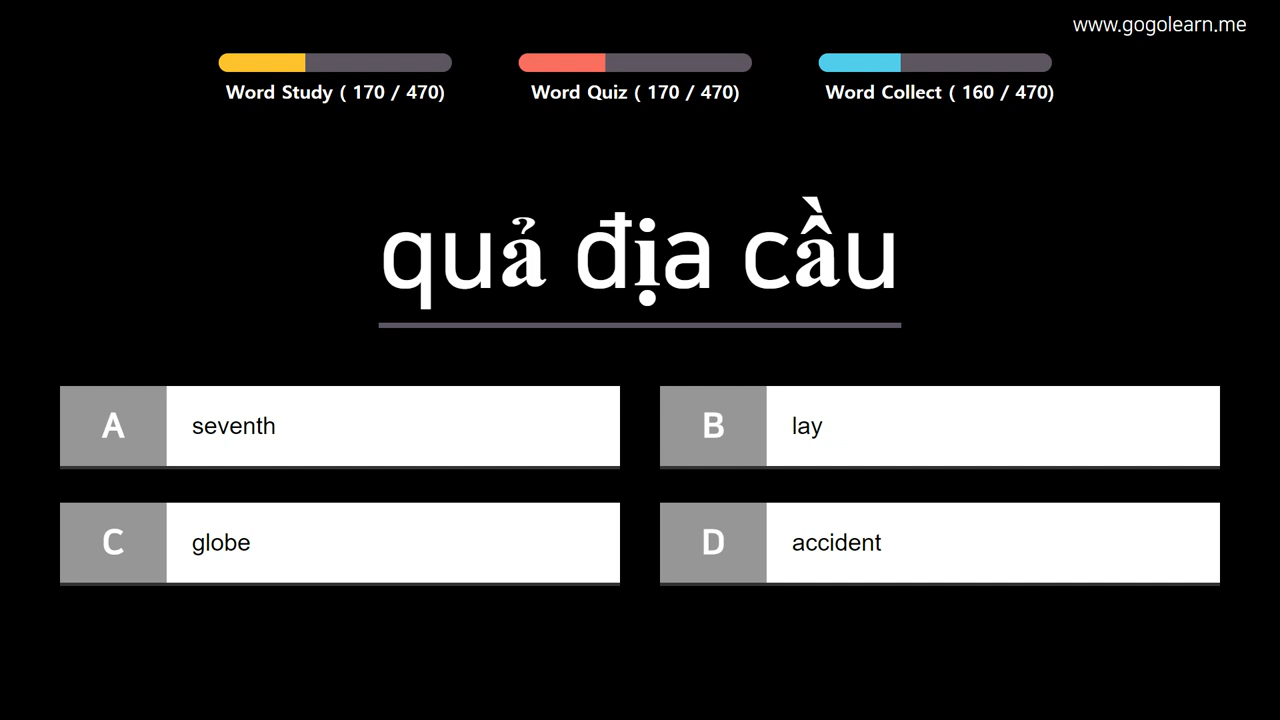 www.gogolearn.me
Word Study ( 170 / 470)
Word Quiz ( 170 / 470)
Word Collect ( 160 / 470)
quả địa cầu
A seventh
B lay
C globe
D accident